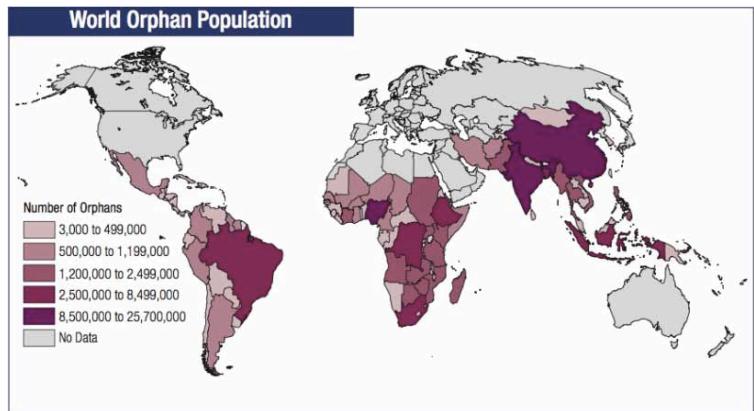 World Orphan Population
Number of Orphans
3,000 to 499,000
500,000 to 1,199,000
1,200,000 to 2,499,000
2,500,000 to 8,499,000
8,500,000 to 25,700,000
No Data